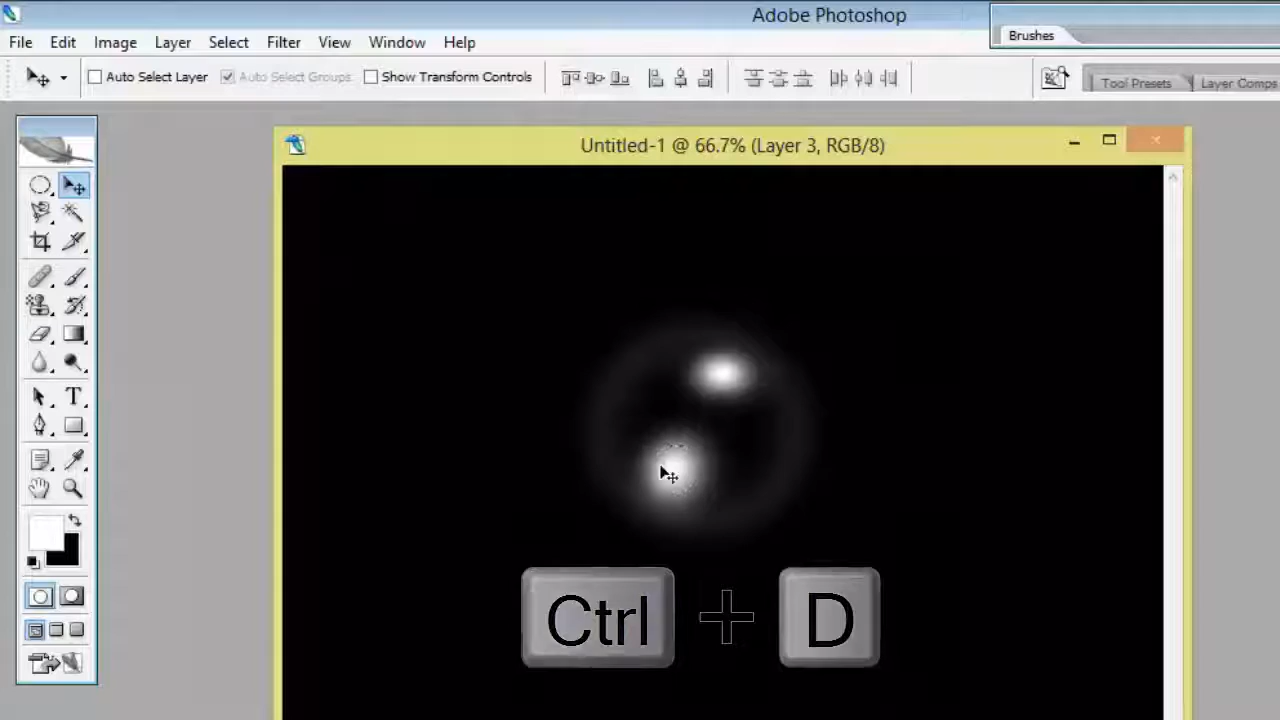 Adobe Photoshop
Brushes
File Edit Image Layer Select Filter View Window Help
Auto Select Layer Auto Select Groups Show Transform Controls Tool Presets Layer Comps
Untitled-1 @ 66.7% (Layer 3, RGB/8)
T
Ctrl + D